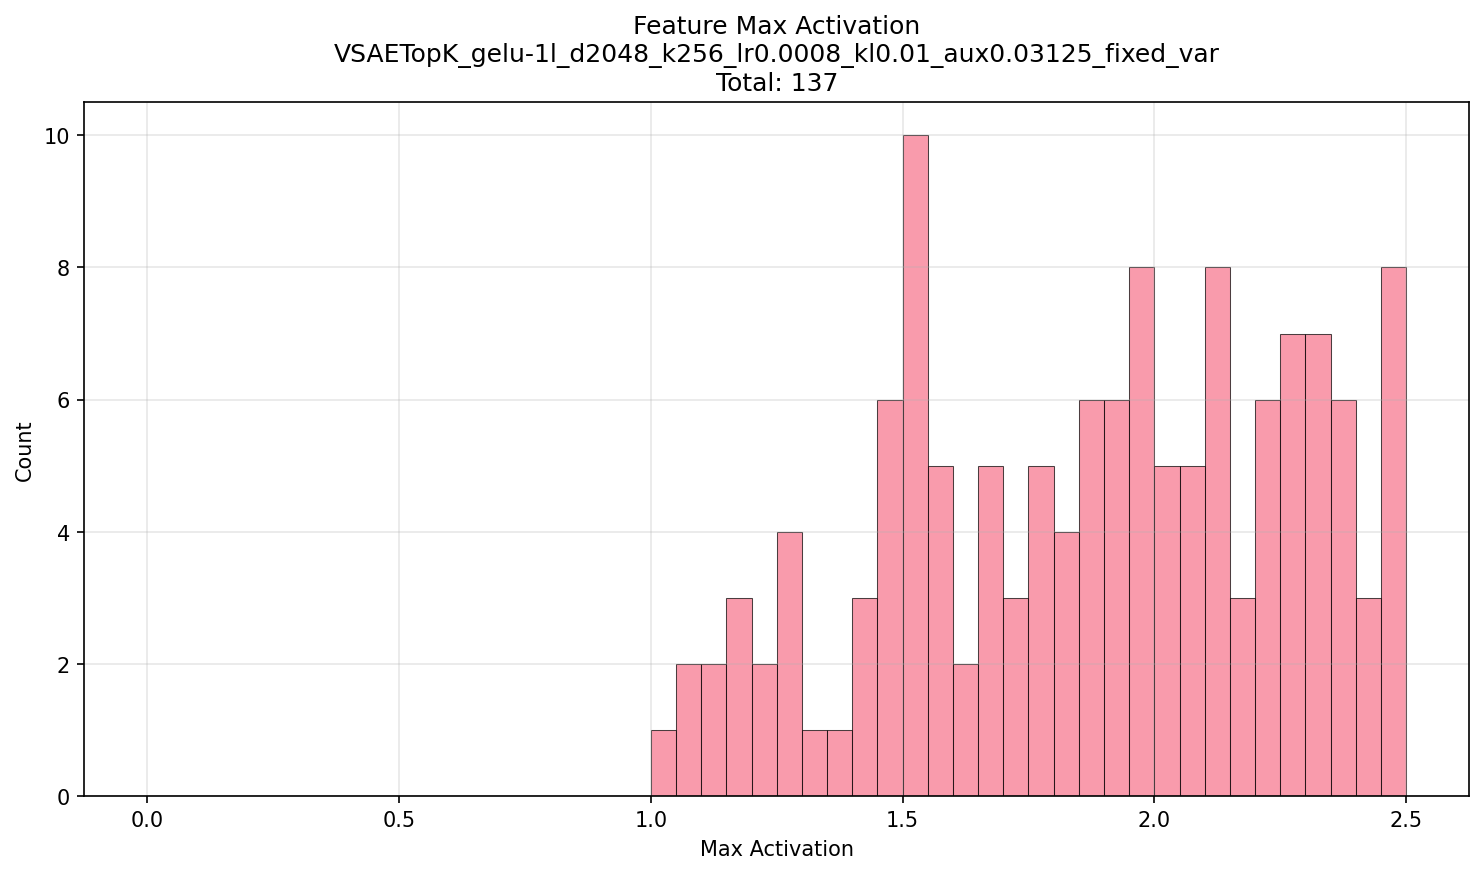 Feature Max Activation
VSAETopK_gelu-1l_d2048_k256_lr0.0008_kl0.01_aux0.03125_fixed_var
Total: 137
10
8
6
4
2
0
Count
0.0 0.5 1.0 1.5 2.0 2.5
Max Activation